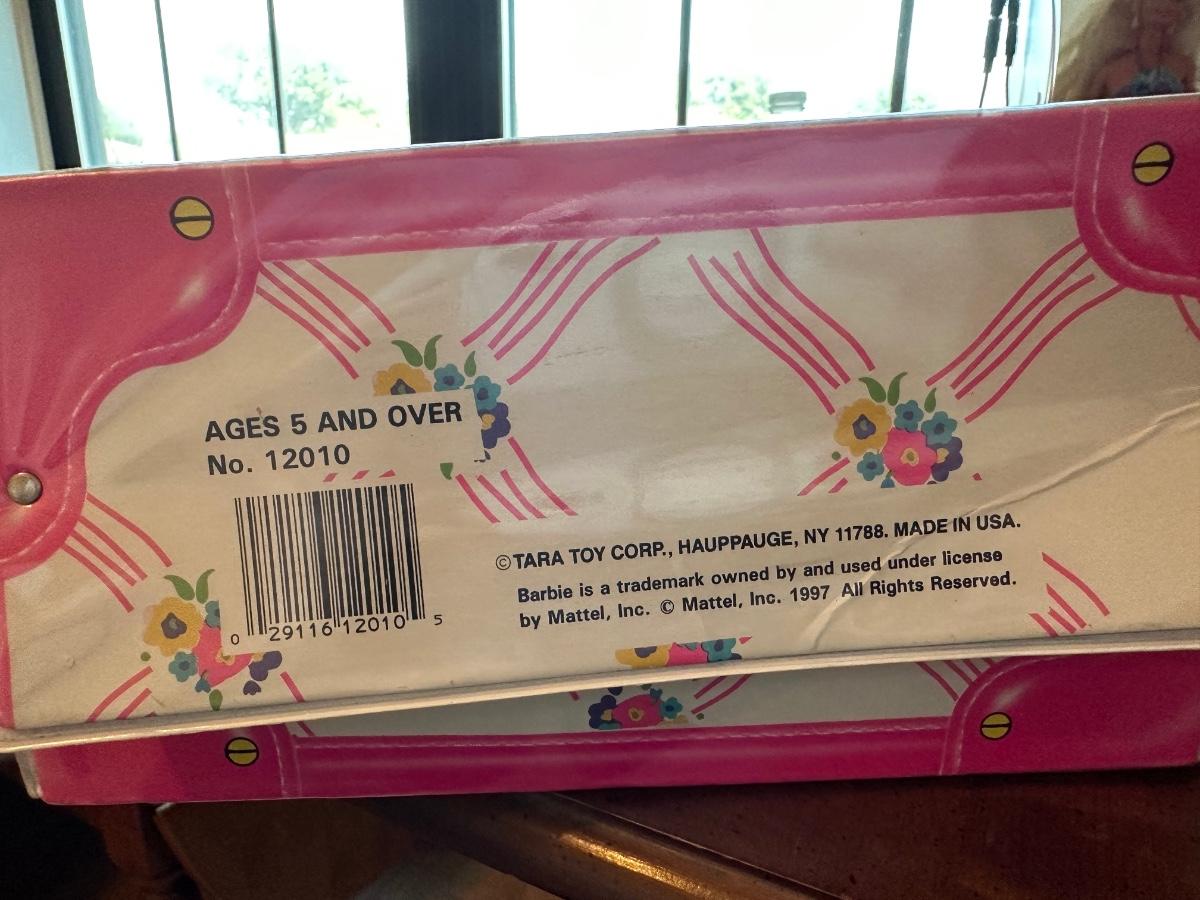 AGES 5 AND OVER
No. 12010
0 29116 12010 5
© TARA TOY CORP., HAUPPAUGE, NY 11788. MADE IN USA.
Barbie is a trademark owned by and used under license
by Mattel, Inc. © Mattel, Inc. 1997 All Rights Reserved.